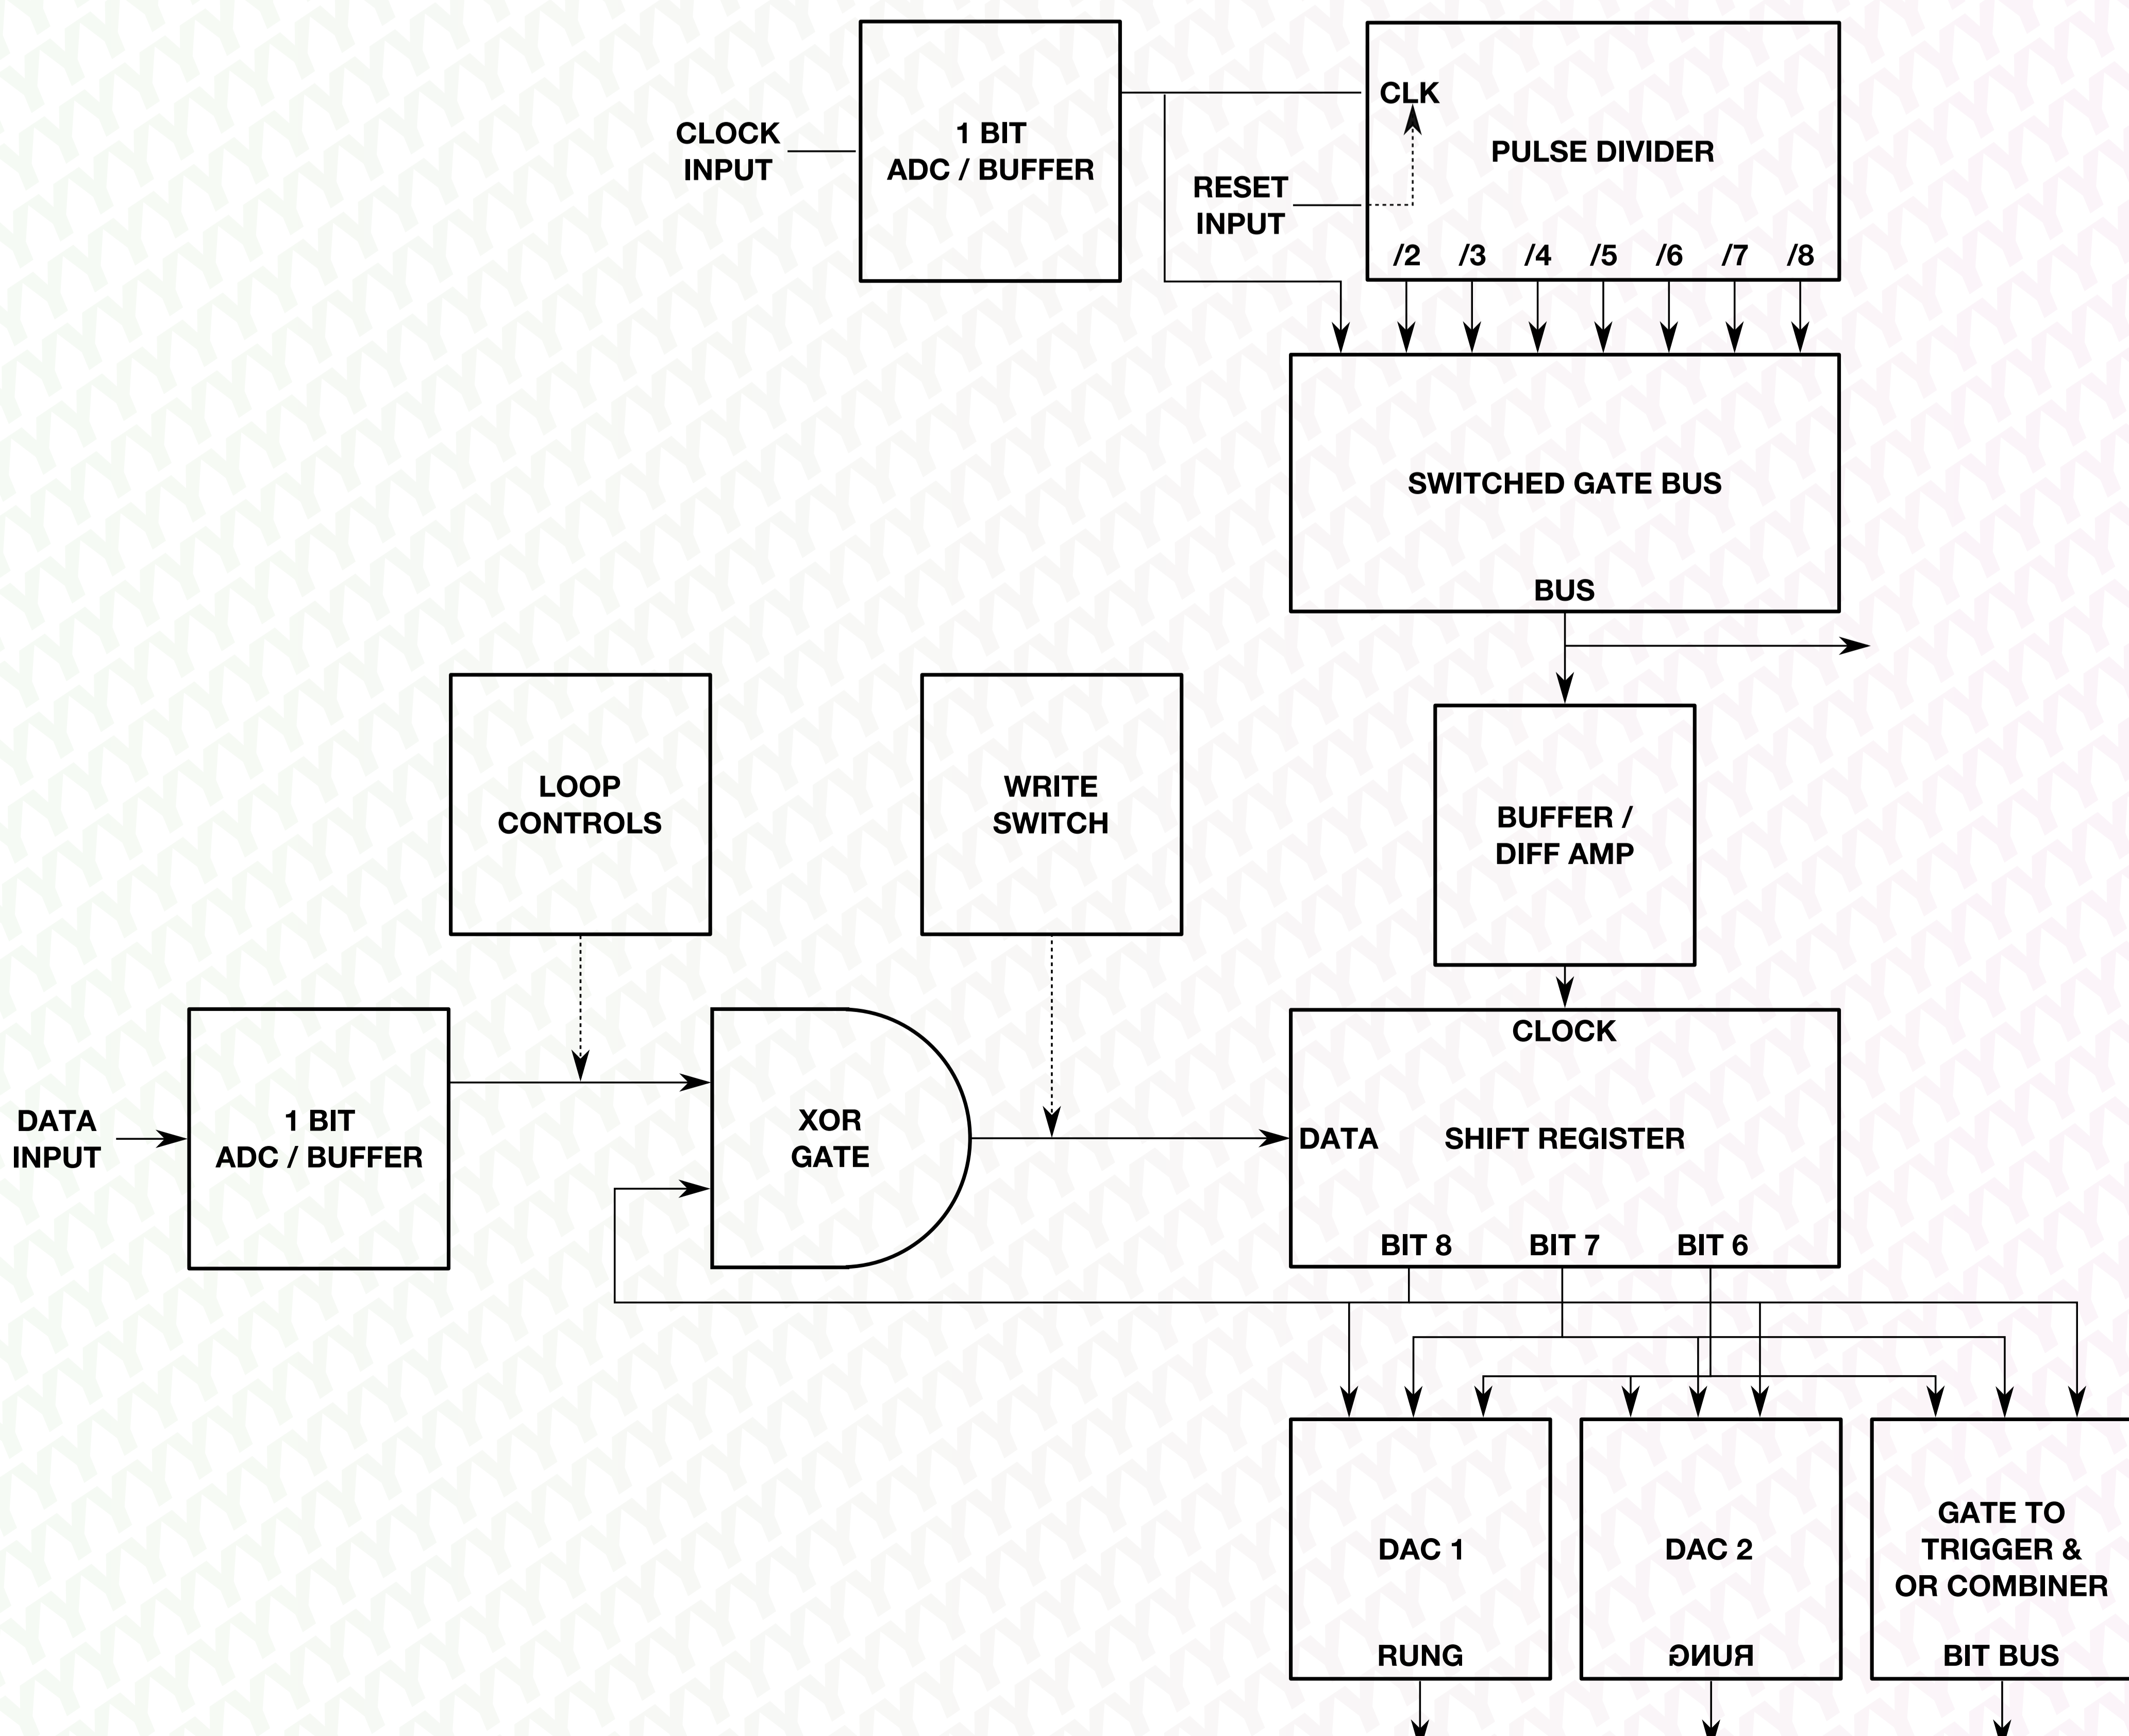 CLOCK
INPUT
1 BIT
ADC / BUFFER
CLK
PULSE DIVIDER
RESET
INPUT
/2 /3 /4 /5 /6 /7 /8
SWITCHED GATE BUS
BUS
LOOP
CONTROLS
WRITE
SWITCH
BUFFER /
DIFF AMP
DATA
INPUT
1 BIT
ADC / BUFFER
XOR
GATE
CLOCK
DATA
SHIFT REGISTER
BIT 8 BIT 7 BIT 6
DAC 1
RUNG
DAC 2
RUNG
GATE TO
TRIGGER &
OR COMBINER
BIT BUS